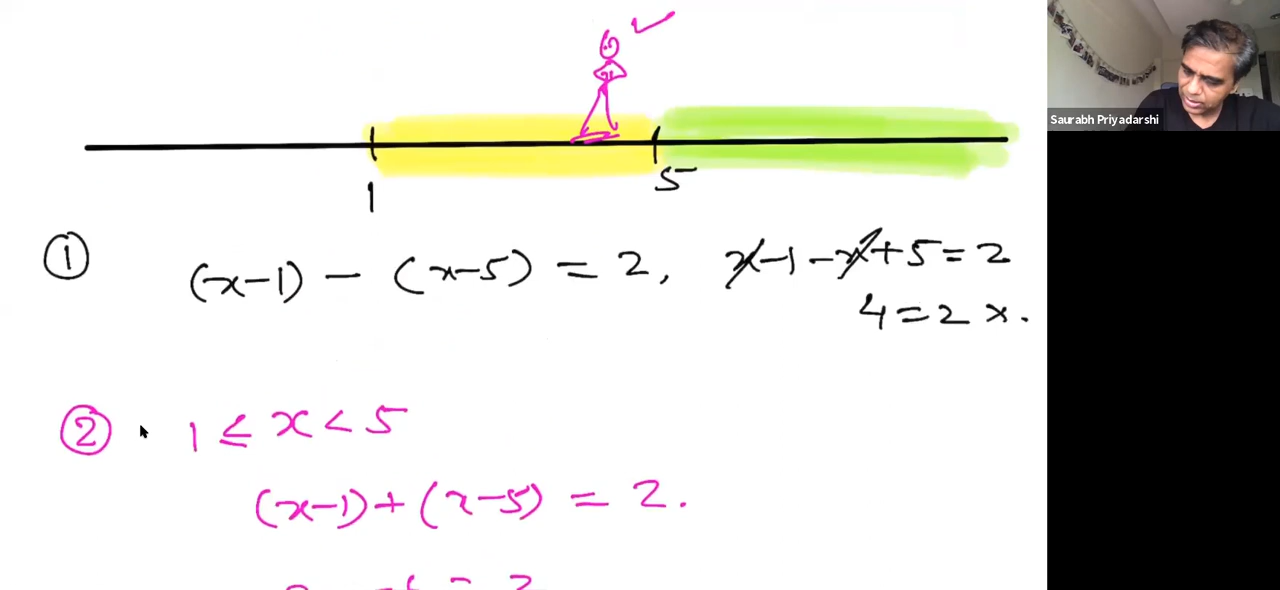 Saurabh Priyadarshi
1 5
① (x-1) - (x-5) = 2, x-1-x+5=2
4=2 ×.
② 1 ≤ x < 5
(x-1)+(x-5) = 2.